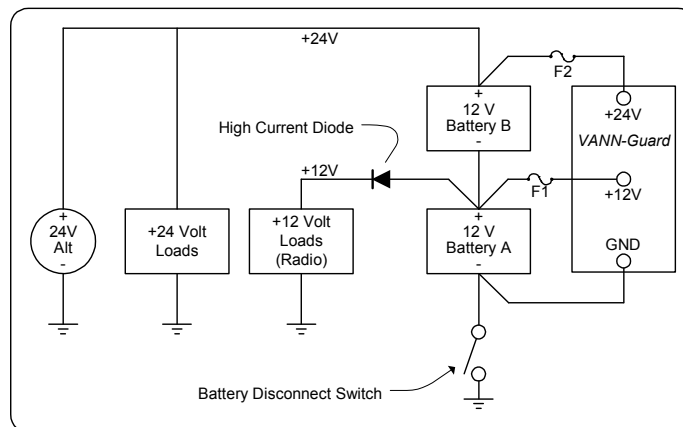 +24V
F2
+
12 V
Battery B
-
+24V
VANN-Guard
High Current Diode
+12V
F1
+12V
+
24V
Alt
-
+24 Volt
Loads
+12 Volt
Loads
(Radio)
+
12 V
Battery A
-
GND
Battery Disconnect Switch